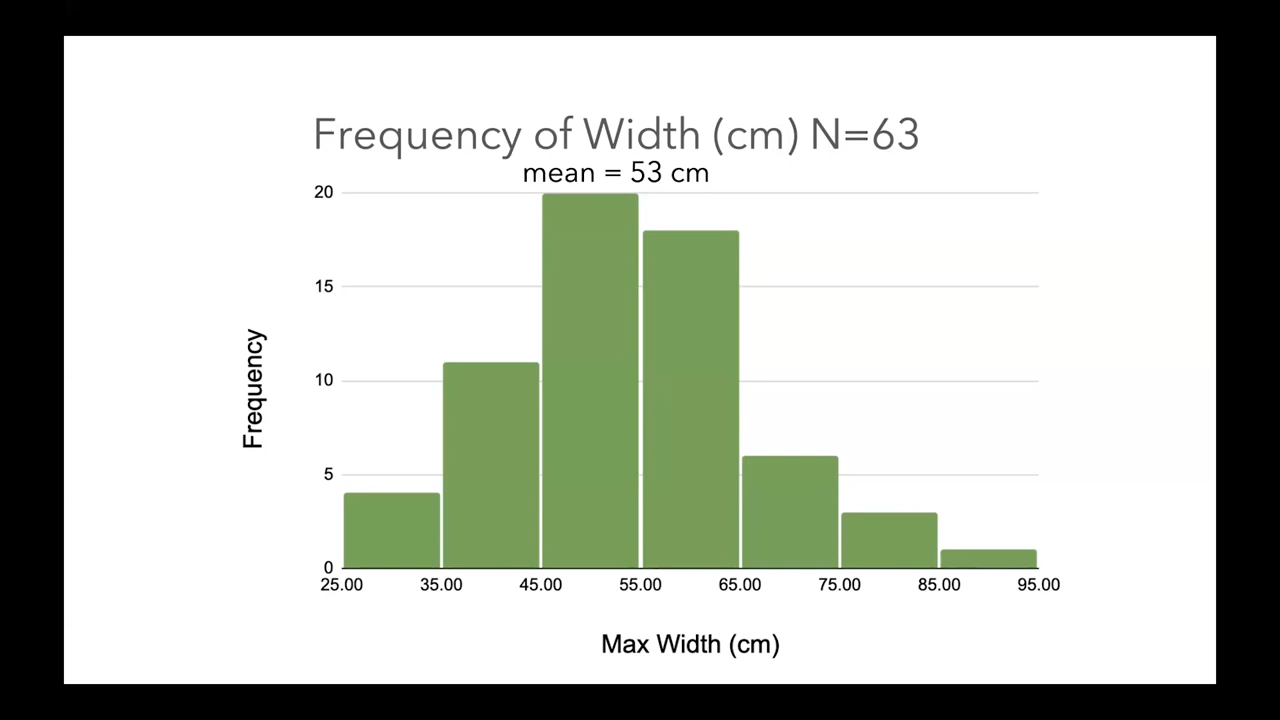 Frequency of Width (cm) N=63
mean = 53 cm
20
15
10
5
0
Frequency
25.00 35.00 45.00 55.00 65.00 75.00 85.00 95.00
Max Width (cm)